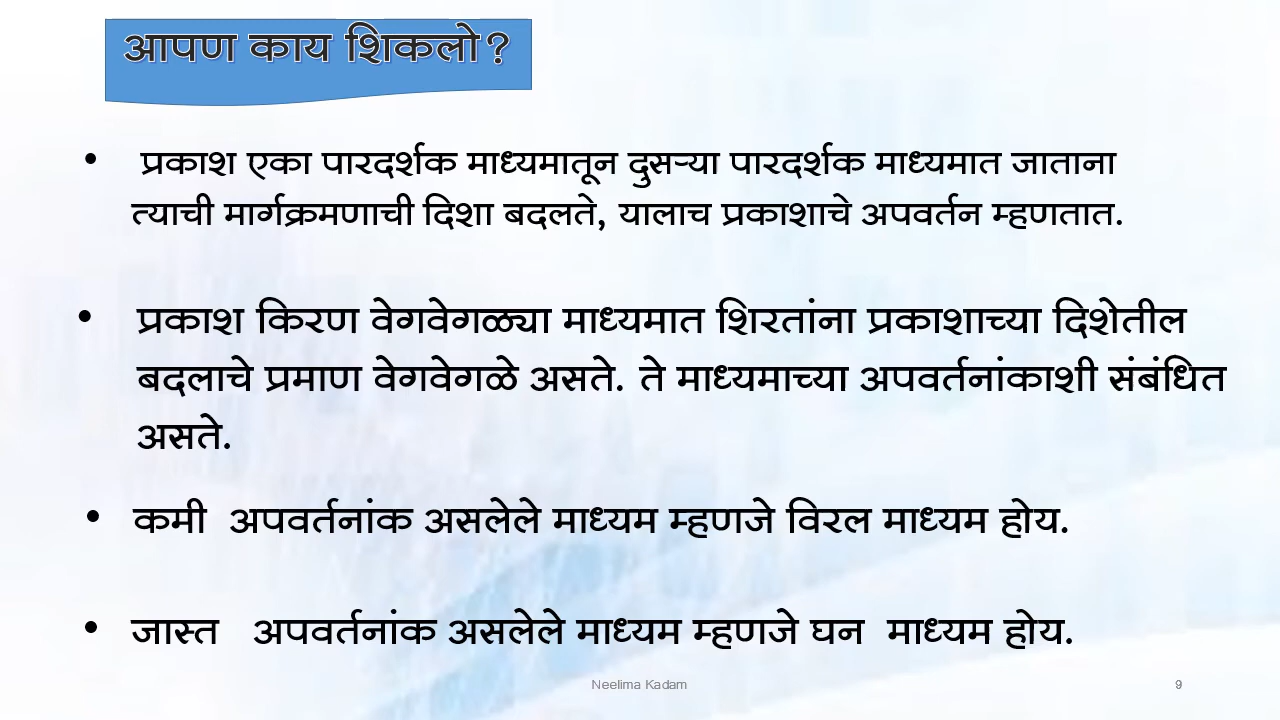 आपण काय शिकलो?
• प्रकाश एका पारदर्शक माध्यमातून दुसऱ्या पारदर्शक माध्यमात जाताना
त्याची मार्गक्रमणाची दिशा बदलते, यालाच प्रकाशाचे अपवर्तन म्हणतात.
• प्रकाश किरण वेगवेगळ्या माध्यमात शिरतांना प्रकाशाच्या दिशेतील
बदलाचे प्रमाण वेगवेगळे असते. ते माध्यमाच्या अपवर्तनांकाशी संबंधित
असते.
• कमी अपवर्तनांक असलेले माध्यम म्हणजे विरल माध्यम होय.
• जास्त अपवर्तनांक असलेले माध्यम म्हणजे घन माध्यम होय.
Neelima Kadam 9